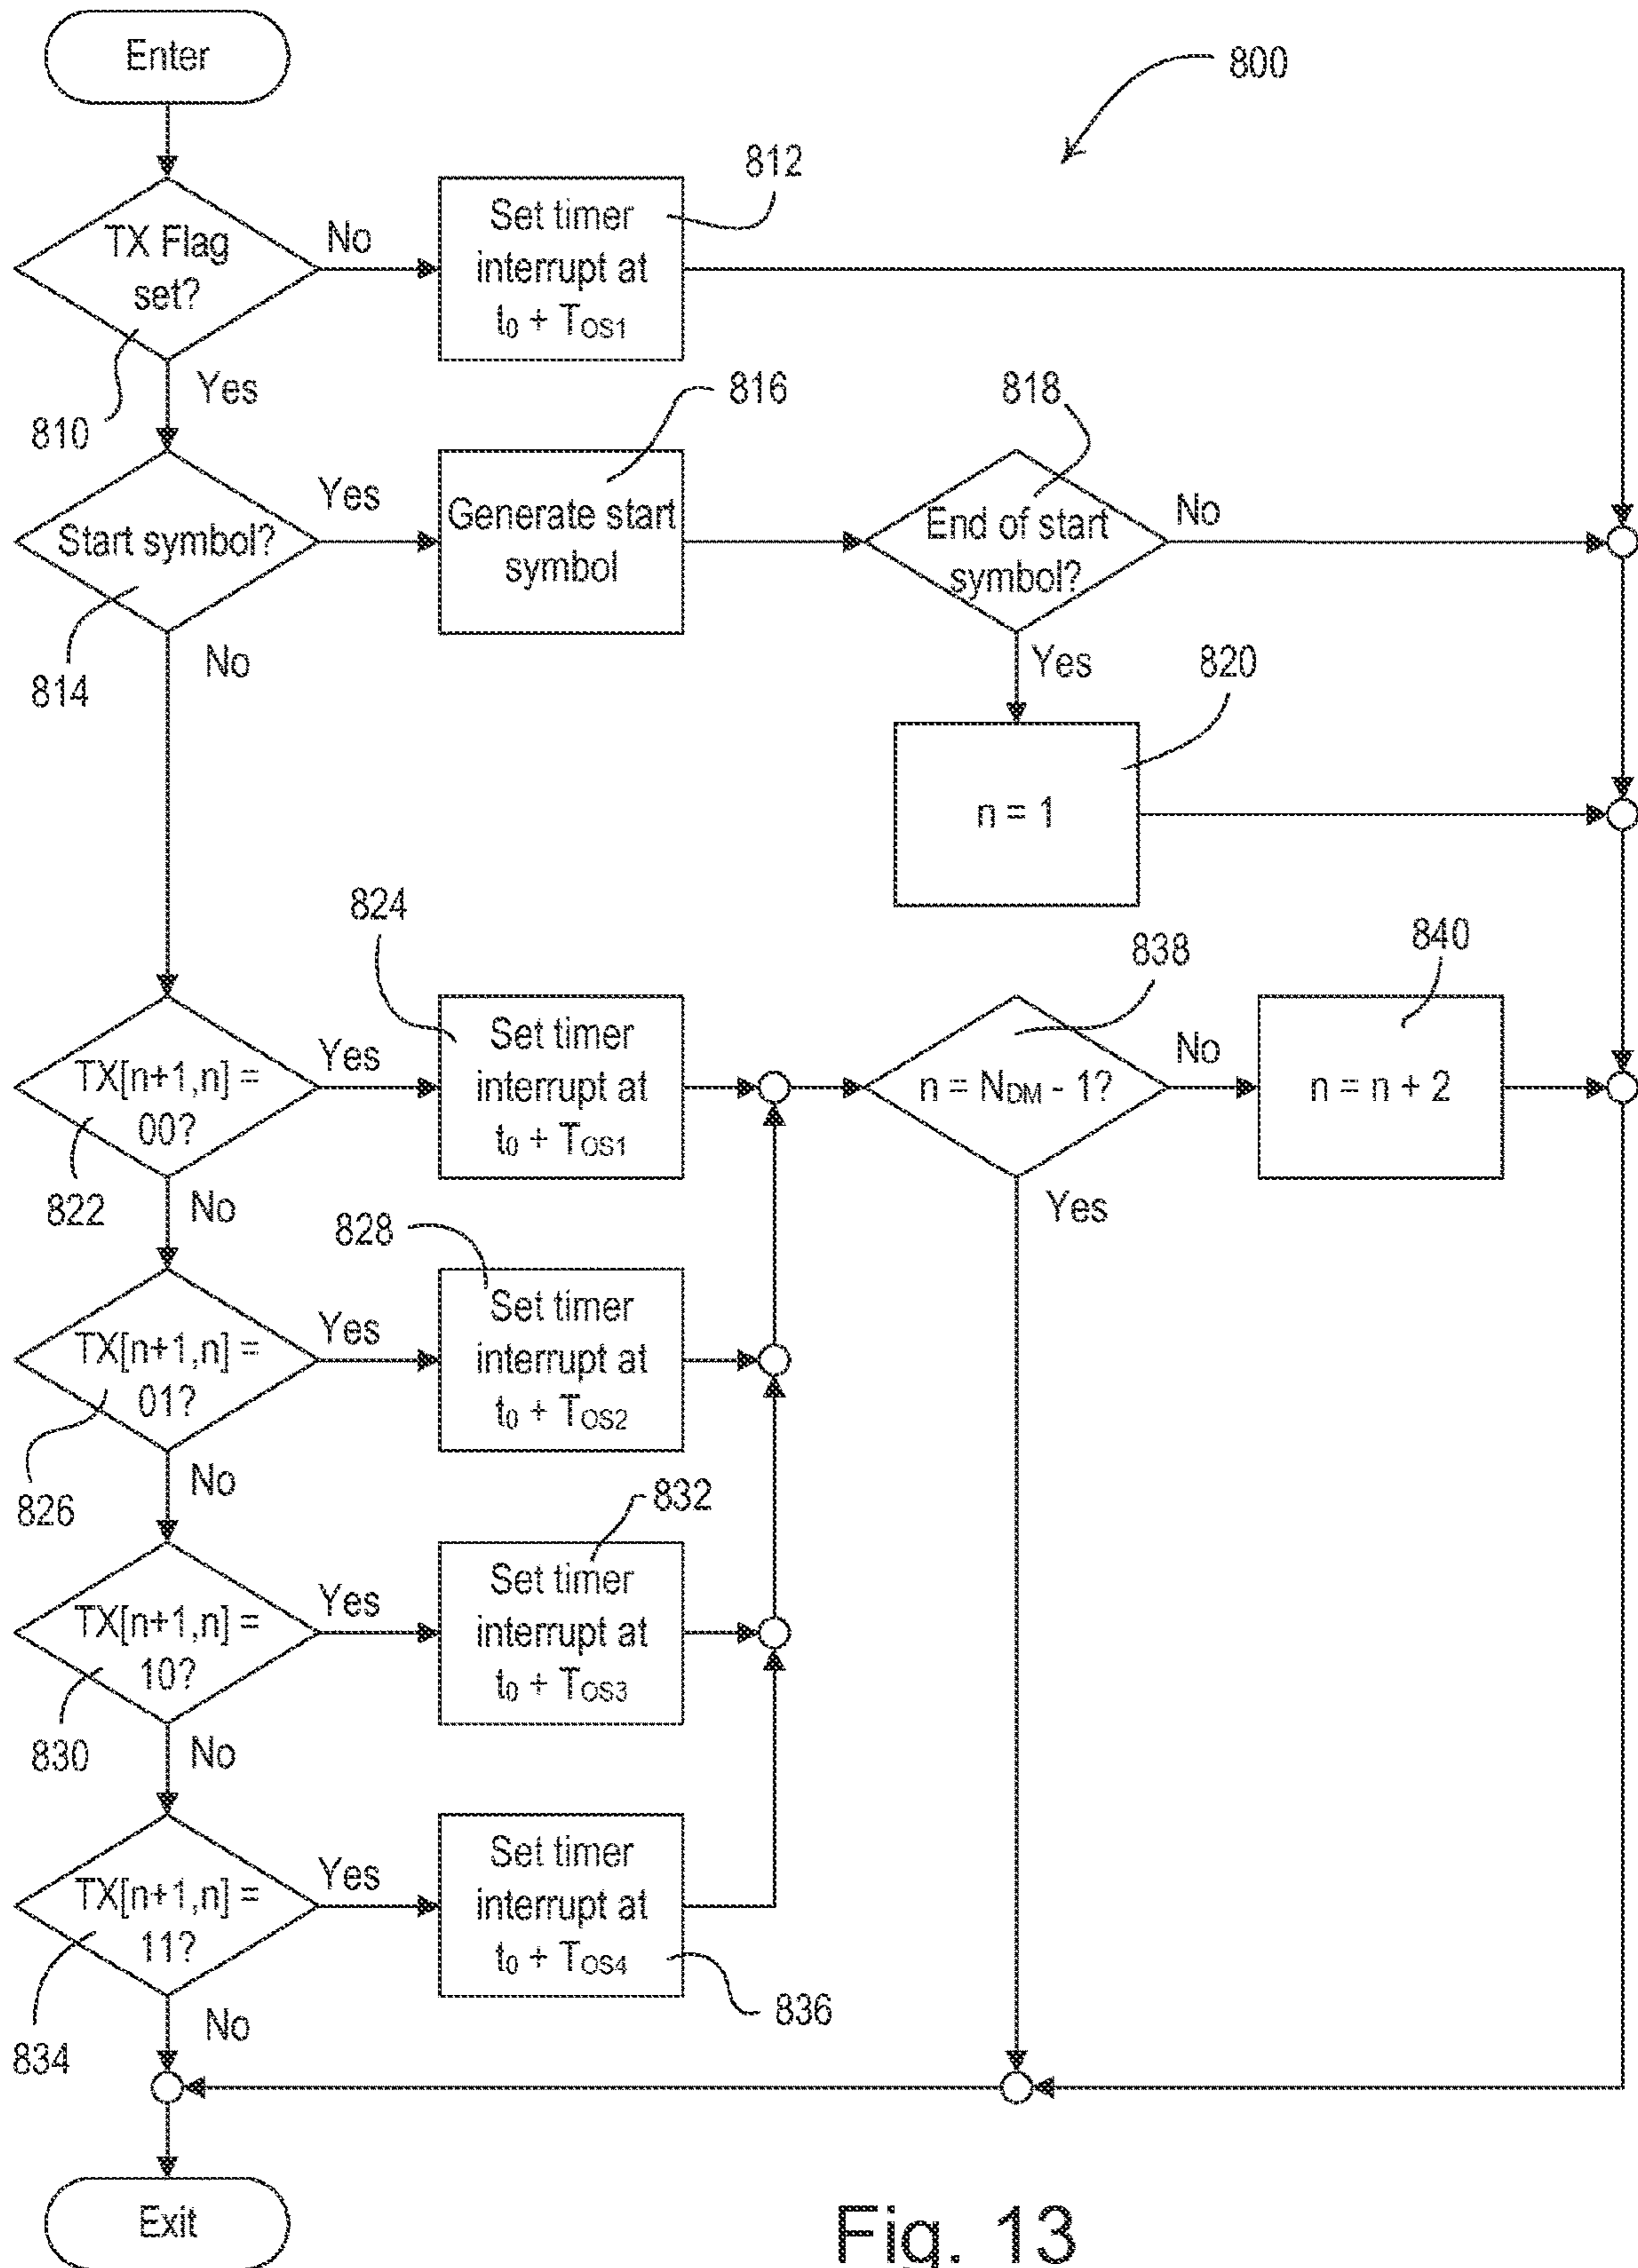 Enter
800
812
TX Flag
set?
No
Set timer
interrupt at
t0 + TOS1
Yes
810
816
818
Start symbol?
Yes
Generate start
symbol
End of start
symbol?
No
814
No
Yes
820
n = 1
824
838
840
TX[n+1,n] =
00?
Yes
Set timer
interrupt at
t0 + TOS1
n = NDM - 1?
No
n = n + 2
822
No
Yes
828
TX[n+1,n] =
01?
Yes
Set timer
interrupt at
t0 + TOS2
826
No
832
TX[n+1,n] =
10?
Yes
Set timer
interrupt at
t0 + TOS3
830
No
TX[n+1,n] =
11?
Yes
Set timer
interrupt at
t0 + TOS4
836
834
No
Exit
Fig. 13